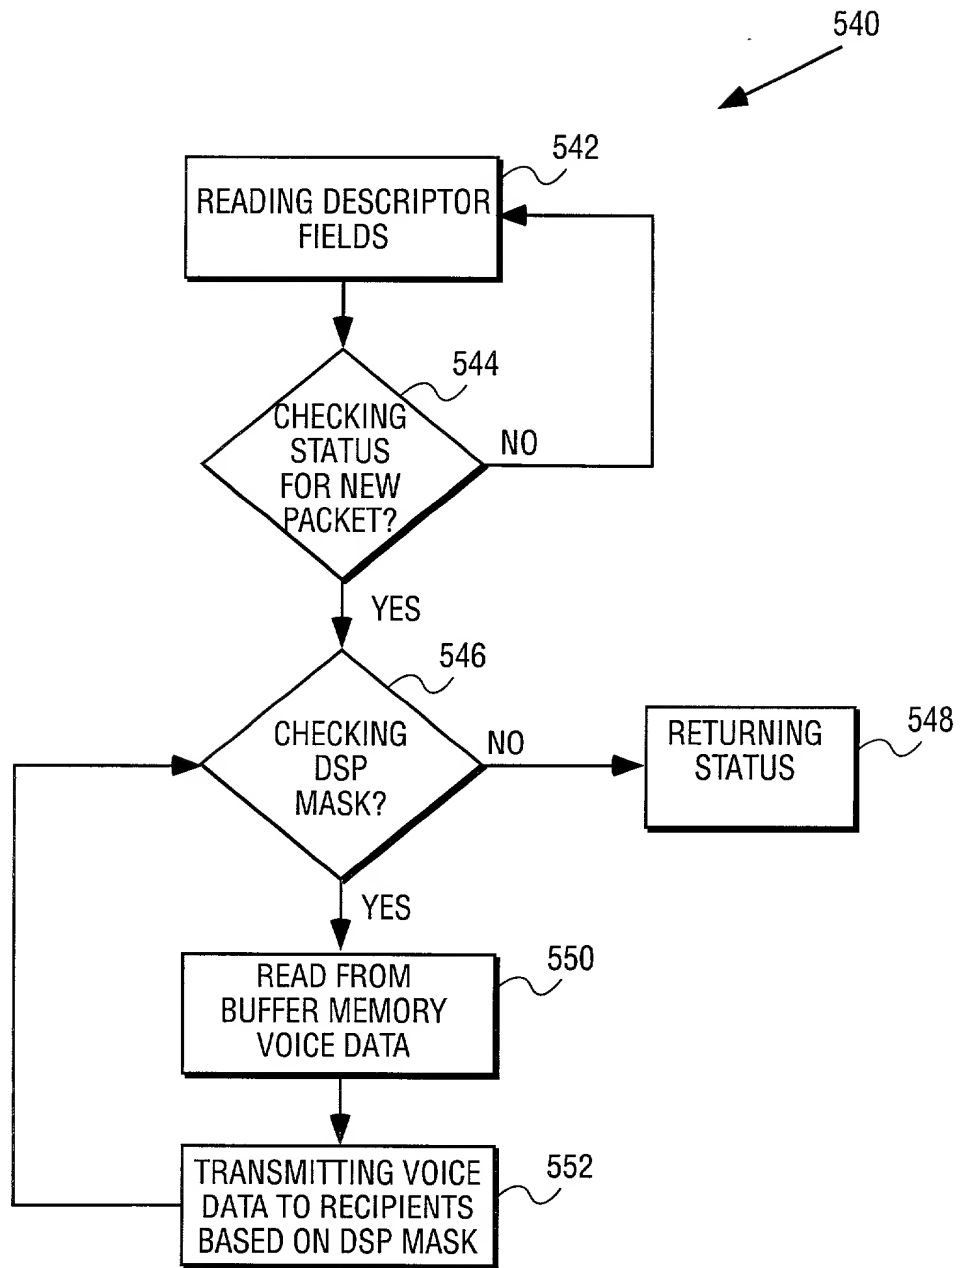 540
542
READING DESCRIPTOR
FIELDS
544
CHECKING
STATUS
FOR NEW
PACKET?
NO
YES
546
CHECKING
DSP
MASK?
NO
RETURNING
STATUS
548
YES
550
READ FROM
BUFFER MEMORY
VOICE DATA
552
TRANSMITTING VOICE
DATA TO RECIPIENTS
BASED ON DSP MASK